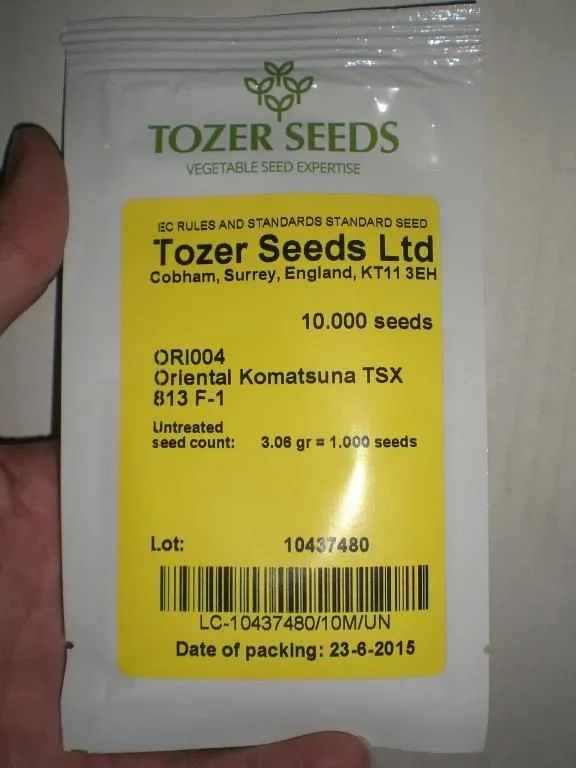 TOZER SEEDS
VEGETABLE SEED EXPERTISE
EC RULES AND STANDARDS STANDARD SEED
Tozer Seeds Ltd
Cobham, Surrey, England, KT11 3EH
10.000 seeds
ORI004
Oriental Komatsuna TSX
813 F-1
Untreated
seed count: 3.06 gr = 1.000 seeds
Lot: 10437480
LC-10437480/10M/UN
Date of packing: 23-6-2015